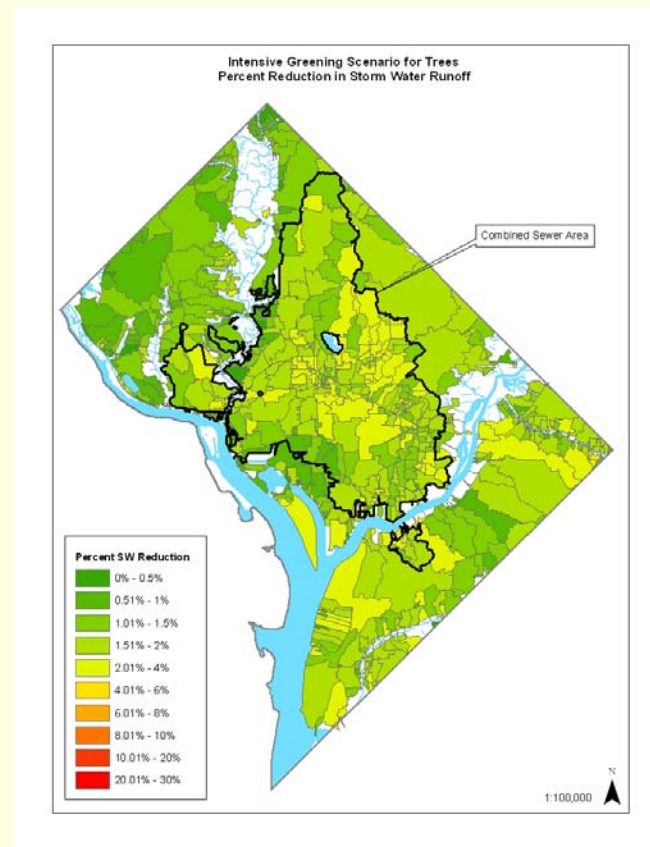 Intensive Greening Scenario for Trees
Percent Reduction in Storm Water Runoff
Combined Sewer Area
Percent SW Reduction
0% - 0.5%
0.51% - 1%
1.01% - 1.5%
1.51% - 2%
2.01% - 4%
4.01% - 6%
6.01% - 8%
8.01% - 10%
10.01% - 20%
20.01% - 30%
N
1:100,000